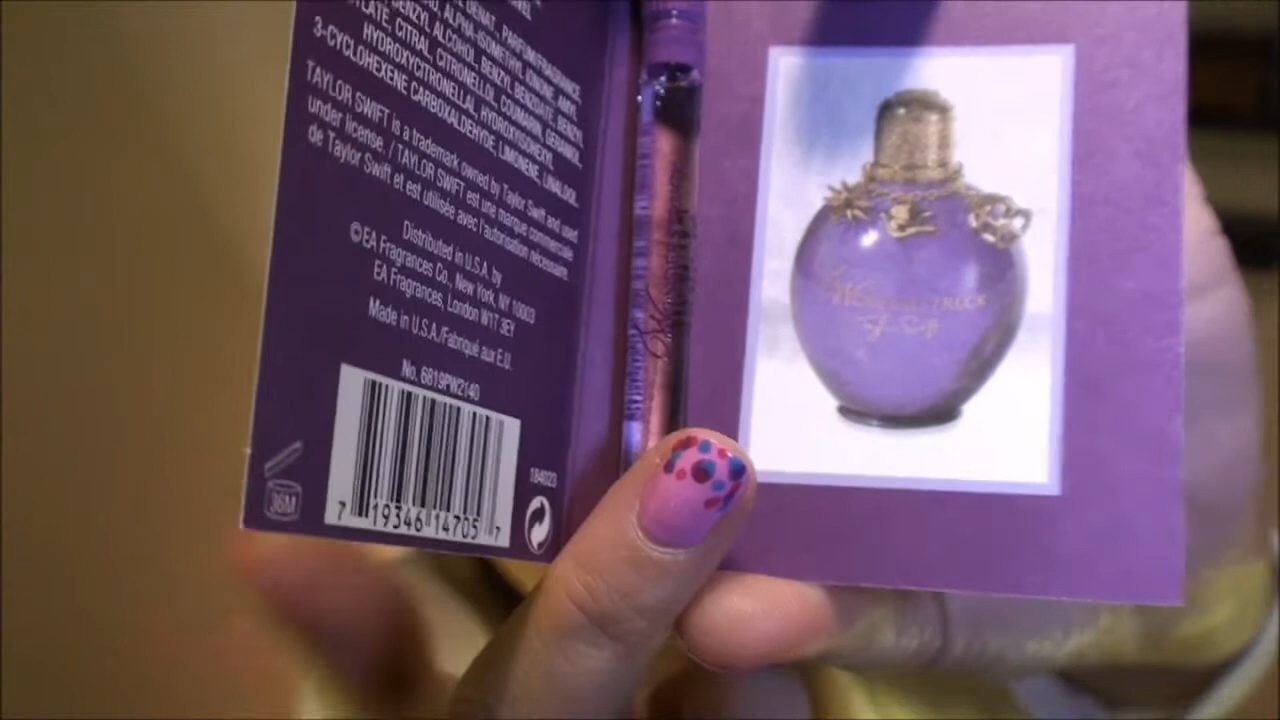 DENAT., PARFUM/FRAGRANCE,
ALPHA-ISOMETHYL IONONE, AMYL
BENZYL ALCOHOL, BENZYL BENZOATE, BENZYL
CITRAL, CITRONELLOL, COUMARIN, GERANIOL,
HYDROXYCITRONELLAL, HYDROXYISOHEXYL
3-CYCLOHEXENE CARBOXALDEHYDE, LIMONENE, LINALOOL.
TAYLOR SWIFT is a trademark owned by Taylor Swift and used
under license. / TAYLOR SWIFT est une marque commerciale
de Taylor Swift et est utilisée avec l'autorisation nécessaire.
Distributed in U.S.A. by
©EA Fragrances Co., New York, NY 10003
EA Fragrances, London W1T 3EY
Made in U.S.A./Fabriqué aux E.U.
No. 6819PW2140
184023
36M
7 19346 14705 7
WONDERSTRUCK
Taylor Swift